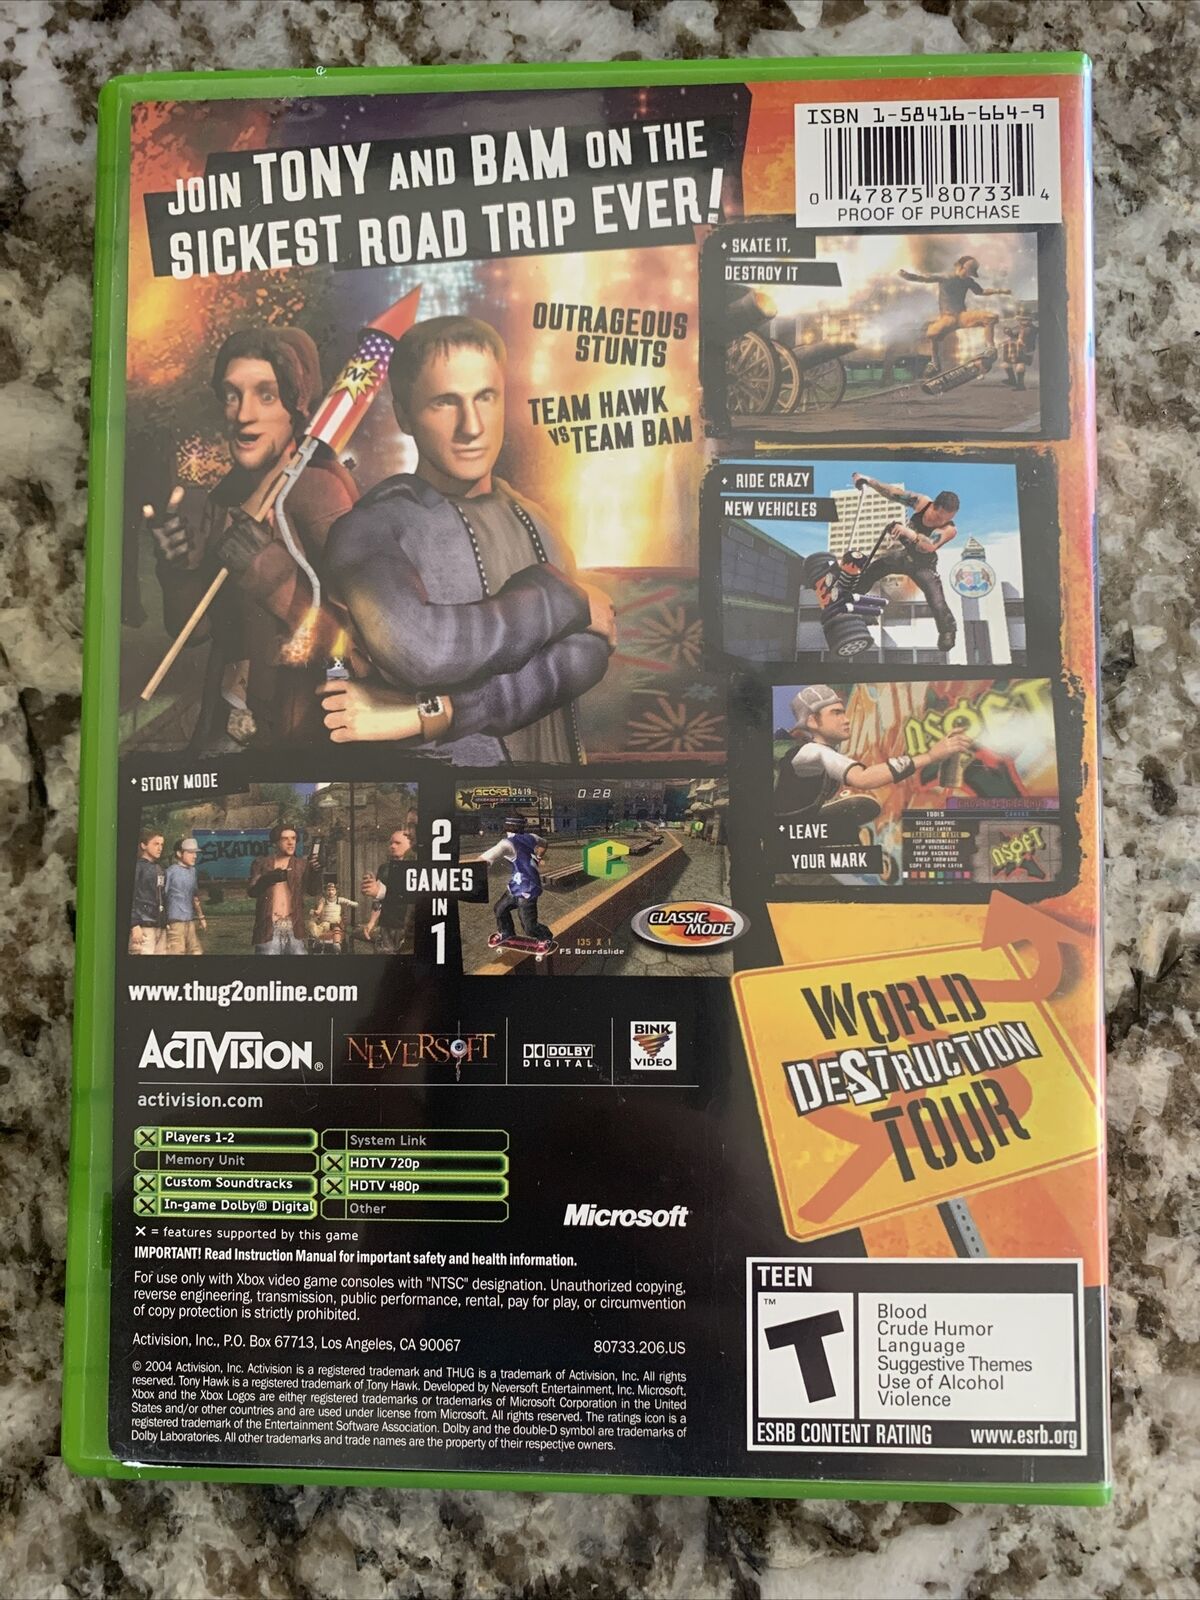 JOIN TONY AND BAM ON THE
SICKEST ROAD TRIP EVER!
ISBN 1-58416-664-9
0 47875 80733 4
PROOF OF PURCHASE
OUTRAGEOUS
STUNTS
TEAM HAWK
VS TEAM BAM
TNT
+ SKATE IT,
DESTROY IT
+ RIDE CRAZY
NEW VEHICLES
NSOFT
+ LEAVE
YOUR MARK
TOOLS
NSOFT
+ STORY MODE
SKATOPIA
2
GAMES
IN
1
SCORE 3419
0:28
C
135 X 1
FS Boardslide
CLASSIC
MODE
www.thug2online.com
ACTIVISION®
NEVERSOFT
DOLBY
DIGITAL
BINK
VIDEO
activision.com
WORLD
DESTRUCTION
TOUR
X Players 1-2
Memory Unit
X Custom Soundtracks
X In-game Dolby® Digital
System Link
X HDTV 720p
X HDTV 480p
Other
X = features supported by this game
Microsoft
IMPORTANT! Read Instruction Manual for important safety and health information.
For use only with Xbox video game consoles with "NTSC" designation. Unauthorized copying,
reverse engineering, transmission, public performance, rental, pay for play, or circumvention
of copy protection is strictly prohibited.
Activision, Inc., P.O. Box 67713, Los Angeles, CA 90067
80733.206.US
© 2004 Activision, Inc. Activision is a registered trademark and THUG is a trademark of Activision, Inc. All rights
reserved. Tony Hawk is a registered trademark of Tony Hawk. Developed by Neversoft Entertainment, Inc. Microsoft,
Xbox and the Xbox Logos are either registered trademarks or trademarks of Microsoft Corporation in the United
States and/or other countries and are used under license from Microsoft. All rights reserved. The ratings icon is a
registered trademark of the Entertainment Software Association. Dolby and the double-D symbol are trademarks of
Dolby Laboratories. All other trademarks and trade names are the property of their respective owners.
TEEN
T
™
Blood
Crude Humor
Language
Suggestive Themes
Use of Alcohol
Violence
ESRB CONTENT RATING www.esrb.org